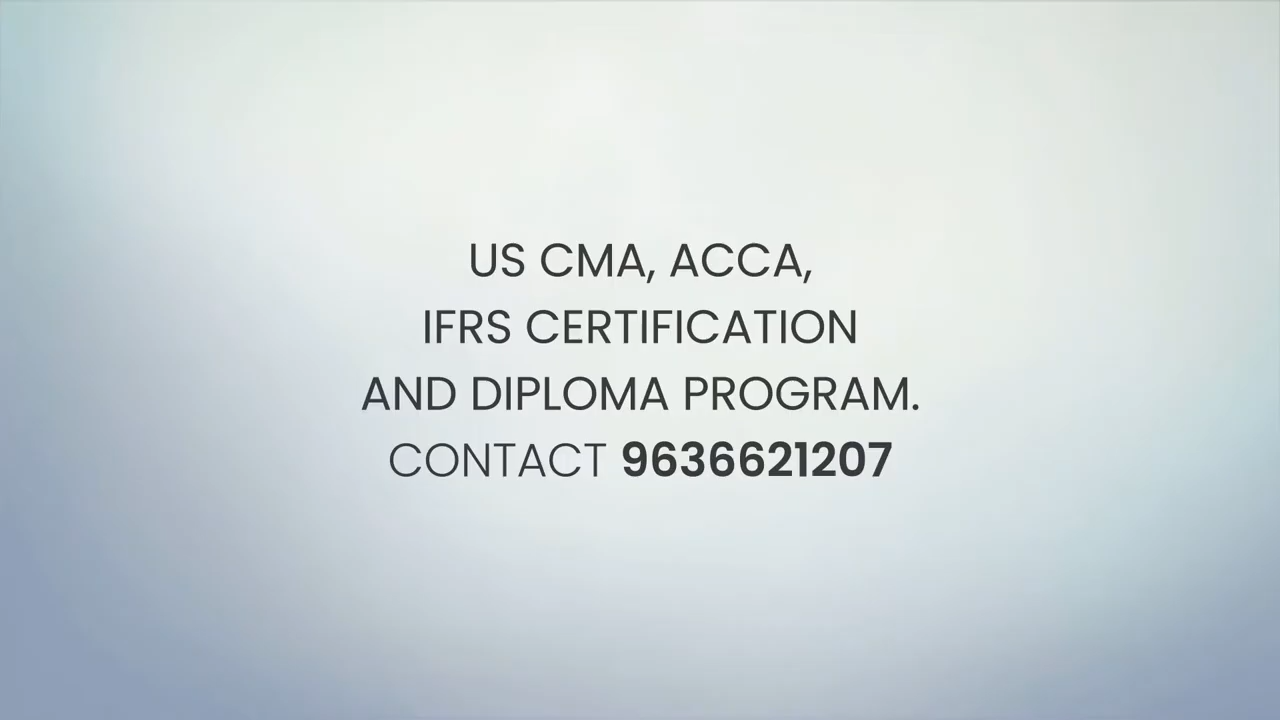 US CMA, ACCA,
IFRS CERTIFICATION
AND DIPLOMA PROGRAM.
CONTACT 9636621207